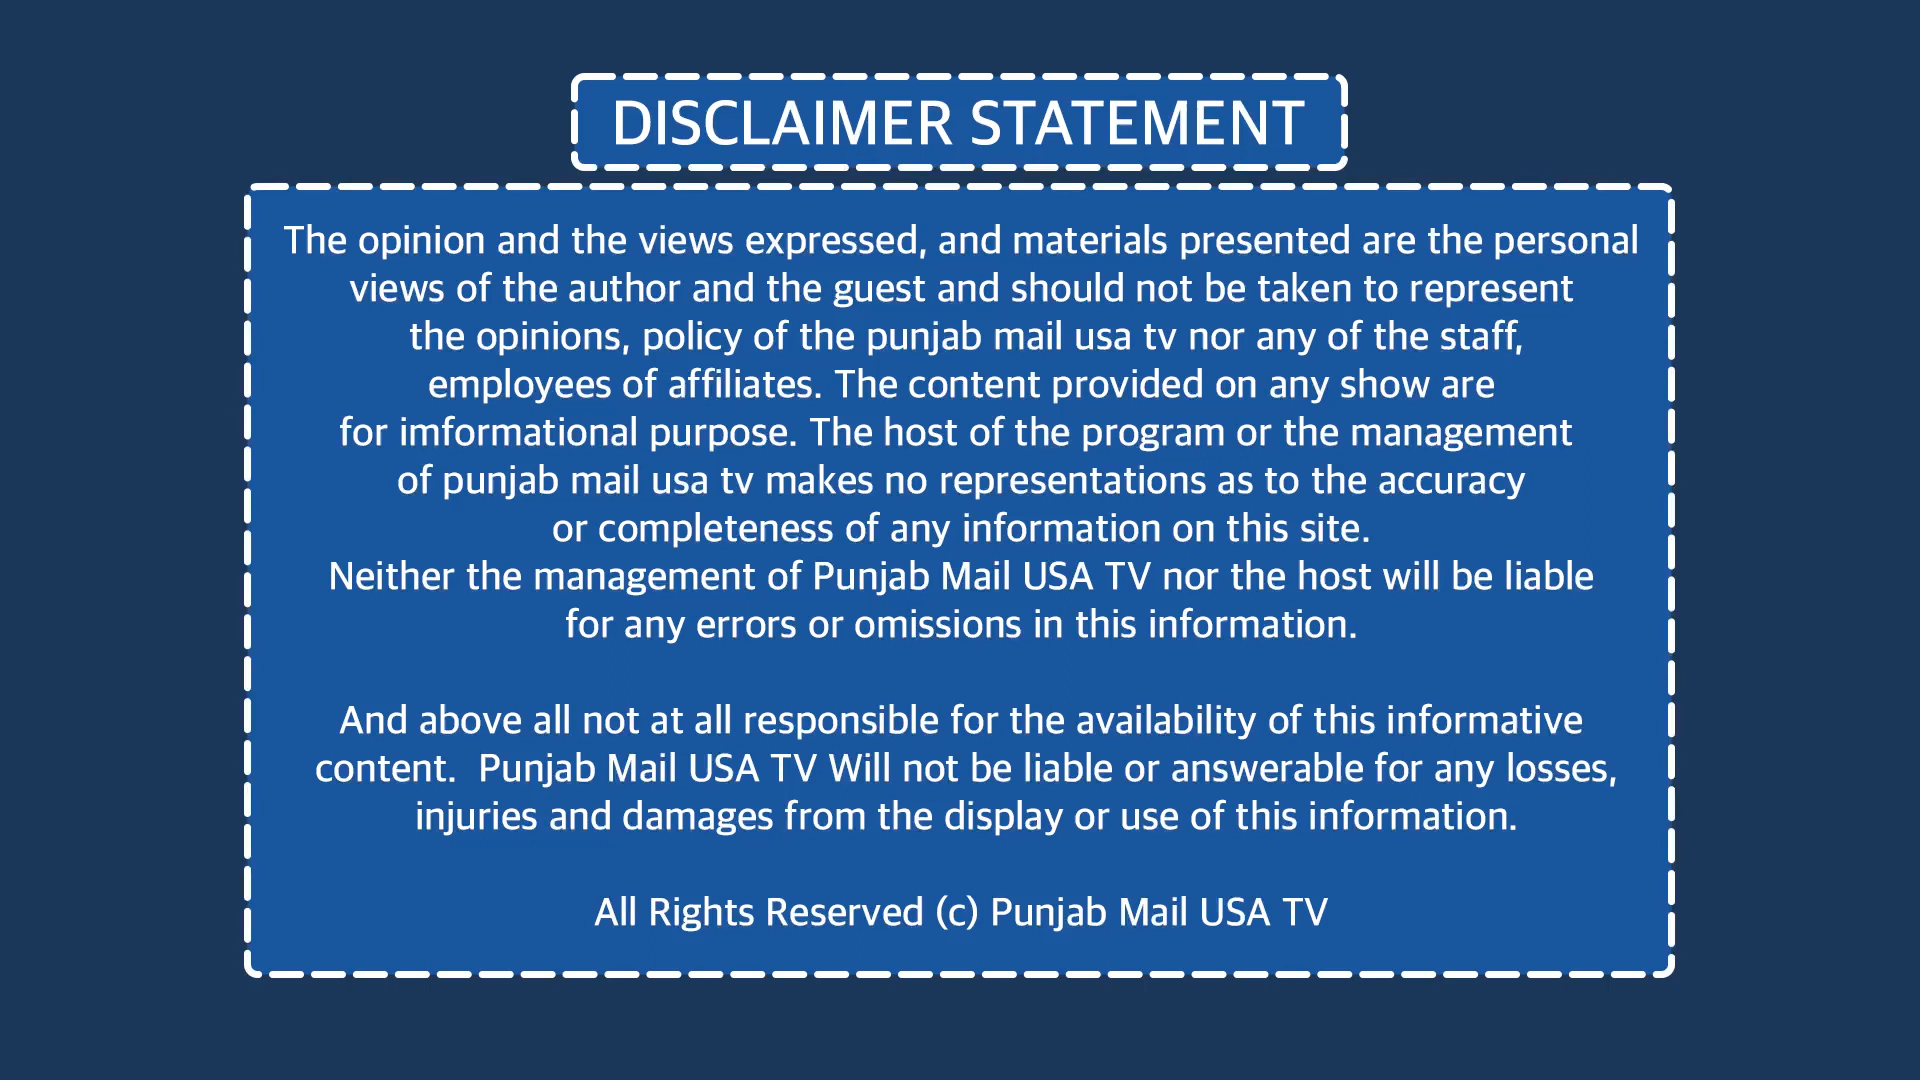 DISCLAIMER STATEMENT
The opinion and the views expressed, and materials presented are the personal
views of the author and the guest and should not be taken to represent
the opinions, policy of the punjab mail usa tv nor any of the staff,
employees of affiliates. The content provided on any show are
for imformational purpose. The host of the program or the management
of punjab mail usa tv makes no representations as to the accuracy
or completeness of any information on this site.
Neither the management of Punjab Mail USA TV nor the host will be liable
for any errors or omissions in this information.
And above all not at all responsible for the availability of this informative
content.  Punjab Mail USA TV Will not be liable or answerable for any losses,
injuries and damages from the display or use of this information.
All Rights Reserved (c) Punjab Mail USA TV